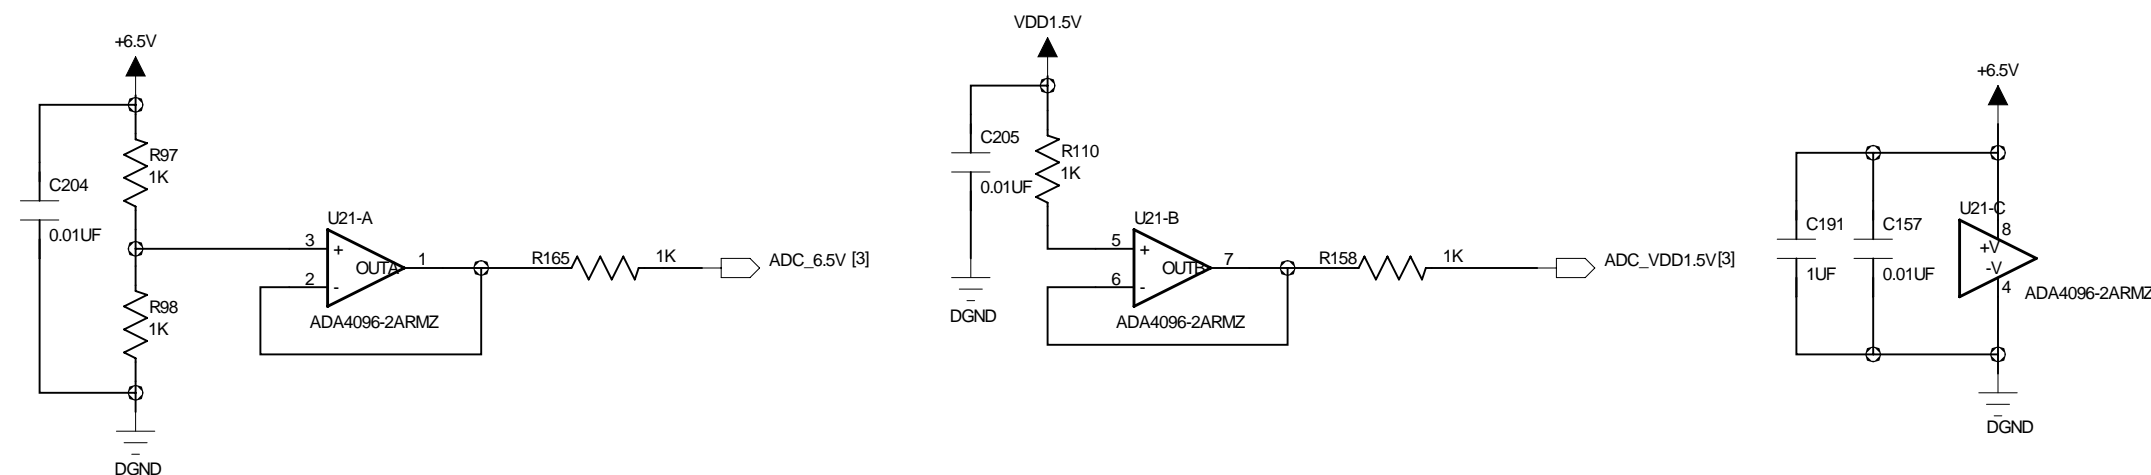 +6.5V
C204
0.01UF
R97
1K
R98
1K
DGND
U21-A
3
+
2
-
OUTA
1
ADA4096-2ARMZ
R165
1K
ADC_6.5V [3]
VDD1.5V
C205
0.01UF
R110
1K
DGND
U21-B
5
+
6
-
OUTB
7
ADA4096-2ARMZ
R158
1K
ADC_VDD1.5V[3]
+6.5V
C191
1UF
C157
0.01UF
U21-C
8
+V
-V
4
ADA4096-2ARMZ
DGND